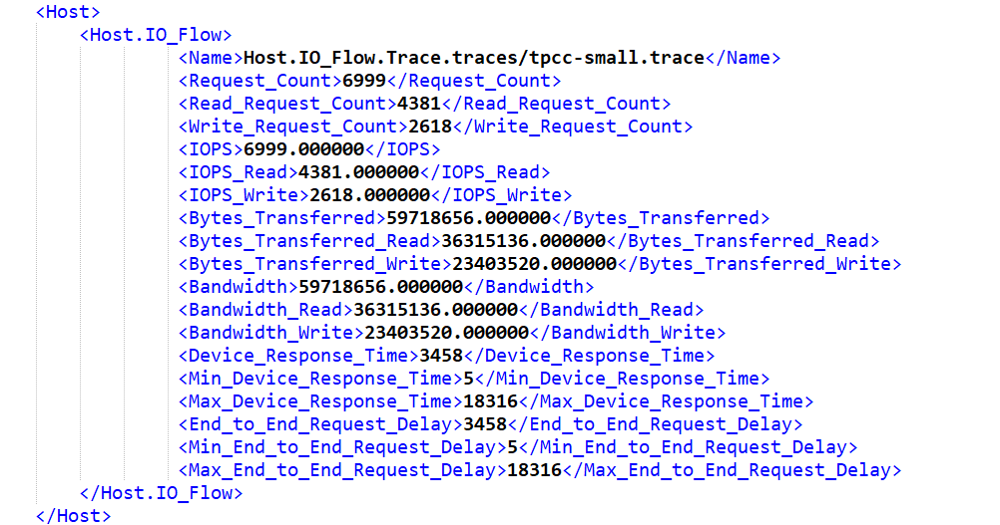 <Host>
<Host.IO_Flow>
<Name>Host.IO_Flow.Trace.traces/tpcc-small.trace</Name>
<Request_Count>6999</Request_Count>
<Read_Request_Count>4381</Read_Request_Count>
<Write_Request_Count>2618</Write_Request_Count>
<IOPS>6999.000000</IOPS>
<IOPS_Read>4381.000000</IOPS_Read>
<IOPS_Write>2618.000000</IOPS_Write>
<Bytes_Transferred>59718656.000000</Bytes_Transferred>
<Bytes_Transferred_Read>36315136.000000</Bytes_Transferred_Read>
<Bytes_Transferred_Write>23403520.000000</Bytes_Transferred_Write>
<Bandwidth>59718656.000000</Bandwidth>
<Bandwidth_Read>36315136.000000</Bandwidth_Read>
<Bandwidth_Write>23403520.000000</Bandwidth_Write>
<Device_Response_Time>3458</Device_Response_Time>
<Min_Device_Response_Time>5</Min_Device_Response_Time>
<Max_Device_Response_Time>18316</Max_Device_Response_Time>
<End_to_End_Request_Delay>3458</End_to_End_Request_Delay>
<Min_End_to_End_Request_Delay>5</Min_End_to_End_Request_Delay>
<Max_End_to_End_Request_Delay>18316</Max_End_to_End_Request_Delay>
</Host.IO_Flow>
</Host>